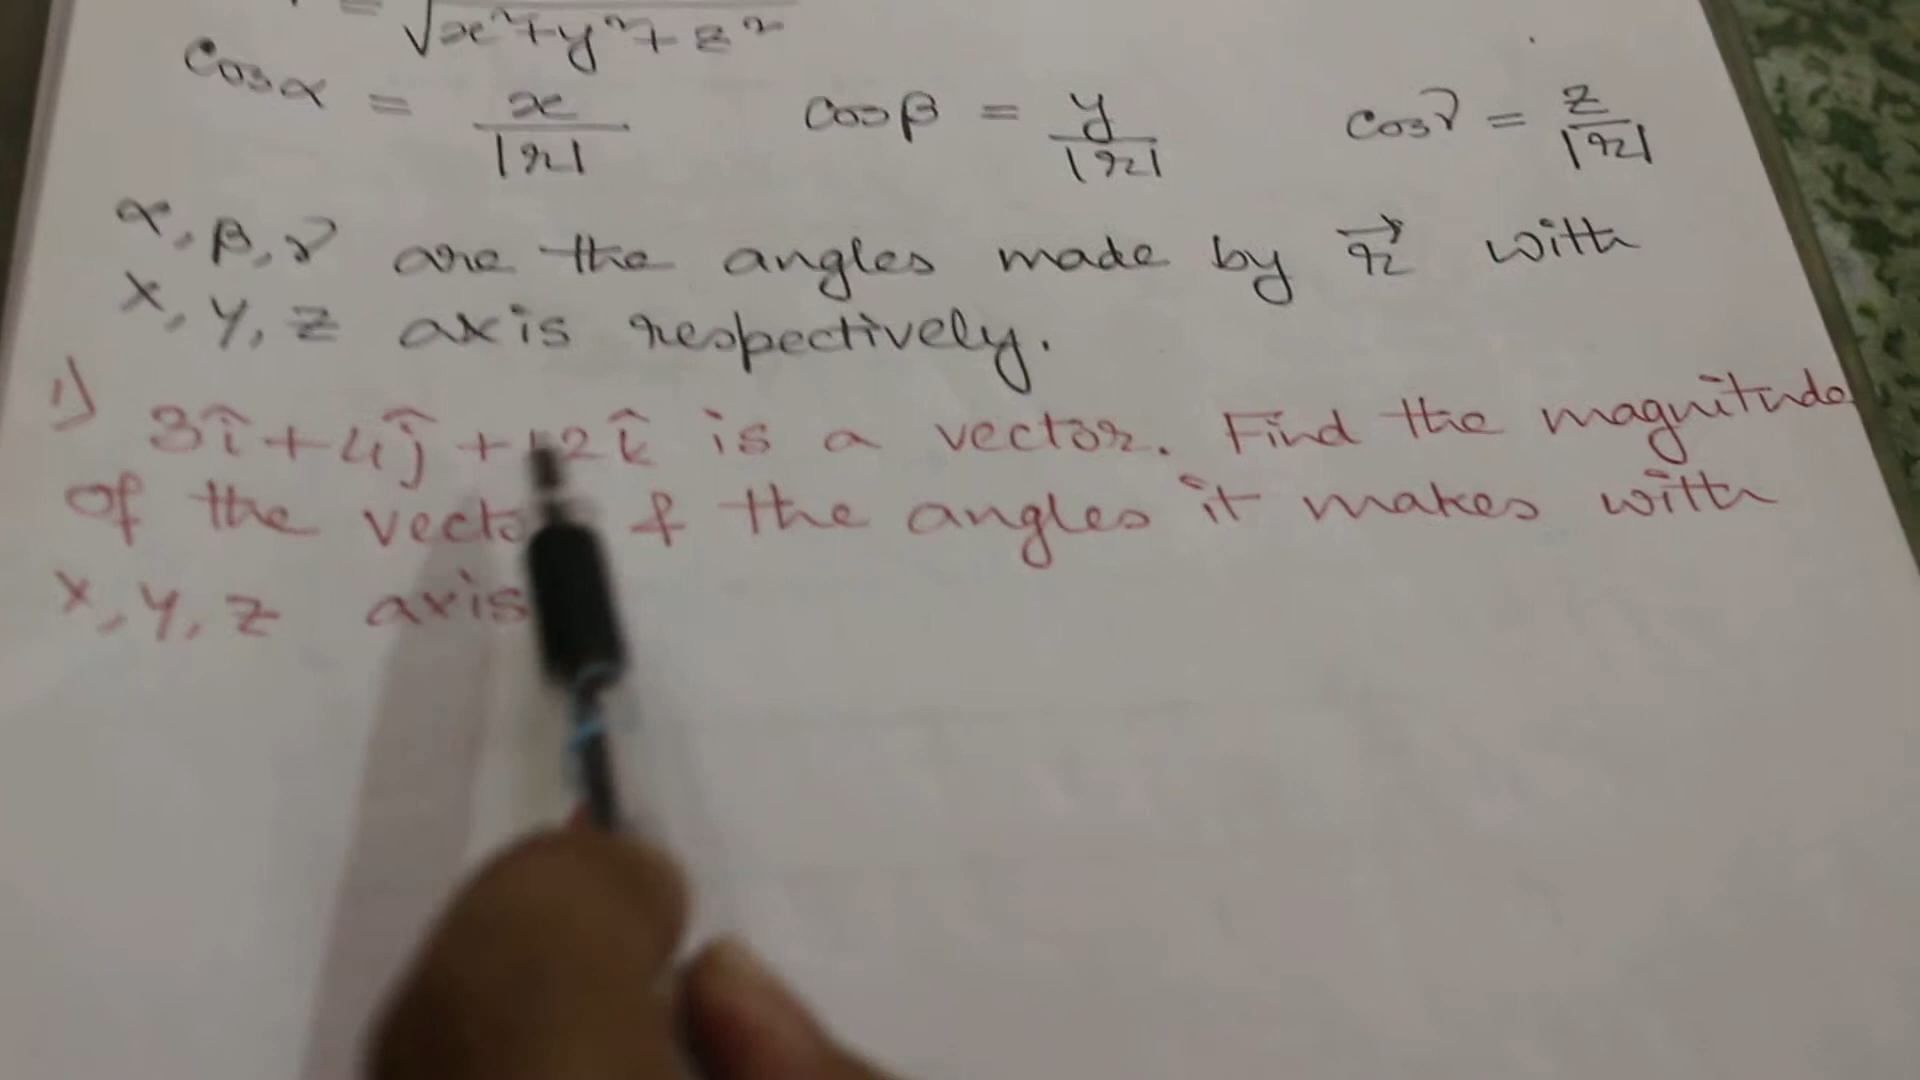 = √x²+y²+z²
cosα = x/|r| cosβ = y/|r| cosγ = z/|r|
α, β, γ are the angles made by r⃗ with
X, Y, Z axis respectively.
1) 3î+4ĵ+12k̂ is a vector. Find the magnitude
of the vector & the angles it makes with
X, Y, Z axis